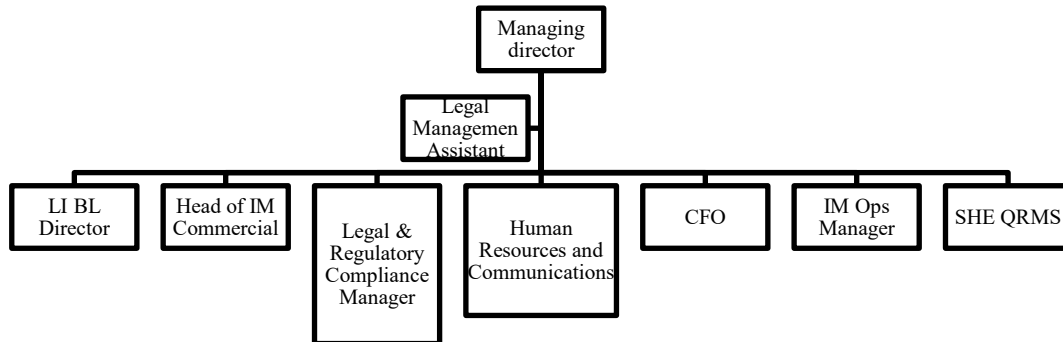 Managing
director
Legal
Managemen
Assistant
LI BL
Director
Head of IM
Commercial
Legal &
Regulatory
Compliance
Manager
Human
Resources and
Communications
CFO
IM Ops
Manager
SHE QRMS